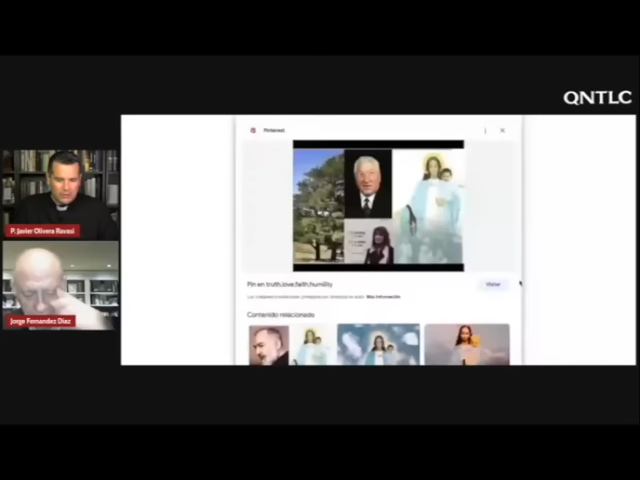 QNTLC
Pinterest
P. Javier Olivera Ravasi
Jorge Fernandez Diaz
Pin en truth,love,faith,humility
Visitar
Más información
Contenido relacionado